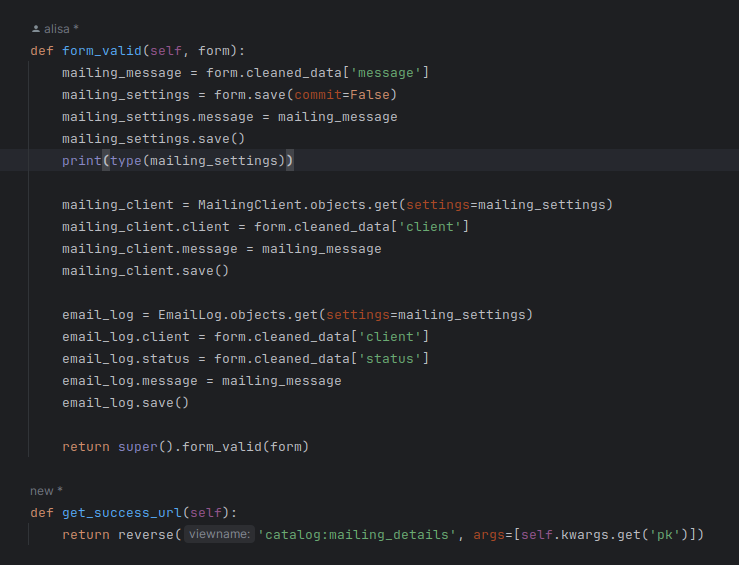 alisa *
def form_valid(self, form):
    mailing_message = form.cleaned_data['message']
    mailing_settings = form.save(commit=False)
    mailing_settings.message = mailing_message
    mailing_settings.save()
    print(type(mailing_settings))

    mailing_client = MailingClient.objects.get(settings=mailing_settings)
    mailing_client.client = form.cleaned_data['client']
    mailing_client.message = mailing_message
    mailing_client.save()

    email_log = EmailLog.objects.get(settings=mailing_settings)
    email_log.client = form.cleaned_data['client']
    email_log.status = form.cleaned_data['status']
    email_log.message = mailing_message
    email_log.save()

    return super().form_valid(form)

new *
def get_success_url(self):
    return reverse( viewname: 'catalog:mailing_details', args=[self.kwargs.get('pk')])